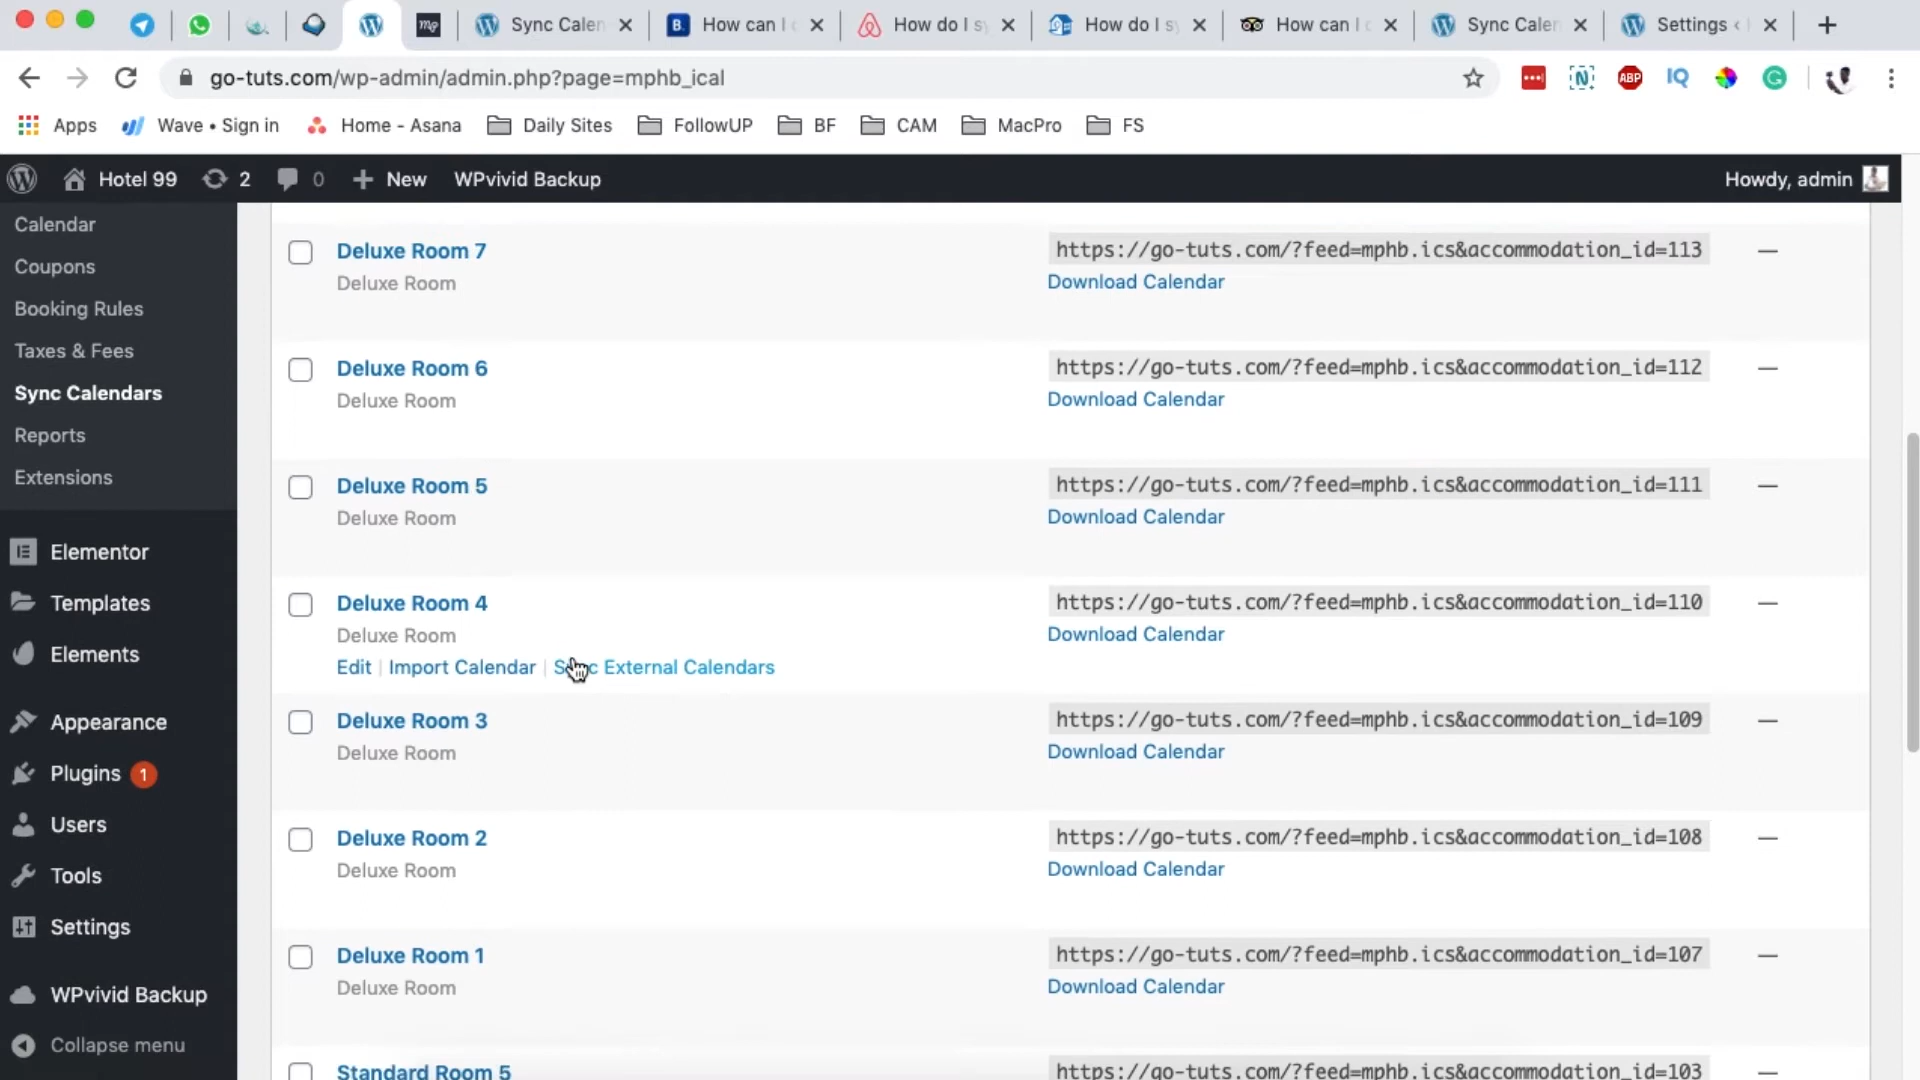 mp
Sync Calen
B.
How can I c
How do I sy
How do I sy
How can I c
Sync Calen
Settings ‹
go-tuts.com/wp-admin/admin.php?page=mphb_ical
N
ABP
IQ
G
Apps
Wave • Sign in
Home - Asana
Daily Sites
FollowUP
BF
CAM
MacPro
FS
Hotel 99
2
0
+ New
WPvivid Backup
Howdy, admin
Calendar
Coupons
Booking Rules
Taxes & Fees
Sync Calendars
Reports
Extensions
Elementor
Templates
Elements
Appearance
Plugins 1
Users
Tools
Settings
WPvivid Backup
Collapse menu
Deluxe Room 7
Deluxe Room
https://go-tuts.com/?feed=mphb.ics&accommodation_id=113 —
Download Calendar
Deluxe Room 6
Deluxe Room
https://go-tuts.com/?feed=mphb.ics&accommodation_id=112 —
Download Calendar
Deluxe Room 5
Deluxe Room
https://go-tuts.com/?feed=mphb.ics&accommodation_id=111 —
Download Calendar
Deluxe Room 4
Deluxe Room
Edit | Import Calendar | Sync External Calendars
https://go-tuts.com/?feed=mphb.ics&accommodation_id=110 —
Download Calendar
Deluxe Room 3
Deluxe Room
https://go-tuts.com/?feed=mphb.ics&accommodation_id=109 —
Download Calendar
Deluxe Room 2
Deluxe Room
https://go-tuts.com/?feed=mphb.ics&accommodation_id=108 —
Download Calendar
Deluxe Room 1
Deluxe Room
https://go-tuts.com/?feed=mphb.ics&accommodation_id=107 —
Download Calendar
Standard Room 5
https://go-tuts.com/?feed=mphb.ics&accommodation_id=103 —